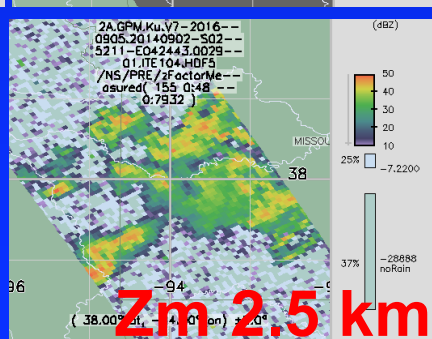 2A.GPM.Ku.V7-2016--
0905.20140902-S02--
5211-E042443.0029--
01.ITE104.HDF5
/NS/PRE/zFactorMe--
asured( 155 0:48 --
0:7932 )
(dBZ)
50
40
30
20
10
25%
-7.2200
MISSOU
38
37%
-28888
noRain
96
-94
-9
Zm 2.5 km